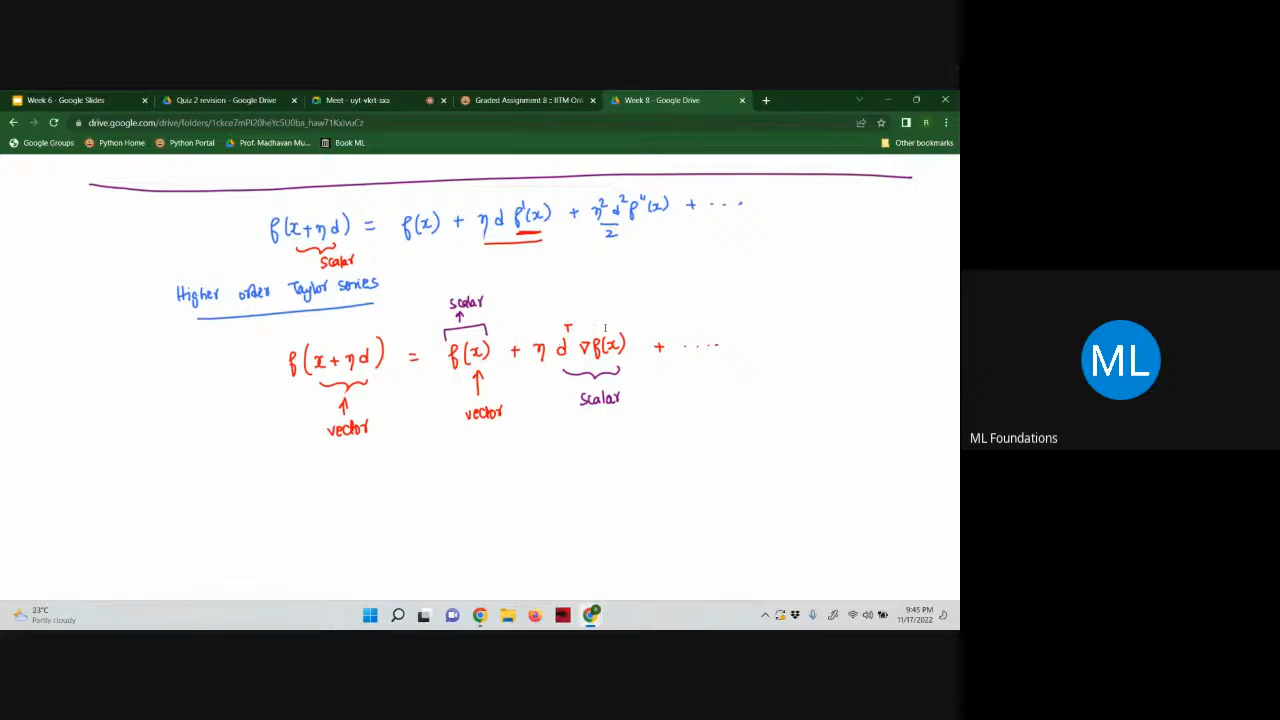 Week 6 - Google Slides
Quiz 2 revision - Google Drive
Meet - uyt-vkrt-sxa
Graded Assignment 8 :: IITM Onl
Week 8 - Google Drive
Google Groups
Python Home
Python Portal
Prof. Madhavan Mu...
Book ML
Other bookmarks
f(x+ηd) = f(x) + η d f'(x) + η² d²/2 f''(x) + ...
scalar
Higher order Taylor series
scalar
f(x+ηd) = f(x) + η dᵀ ∇f(x) + ....
vector
vector
scalar
ML
ML Foundations
23°C
Partly cloudy
9:45 PM
11/17/2022